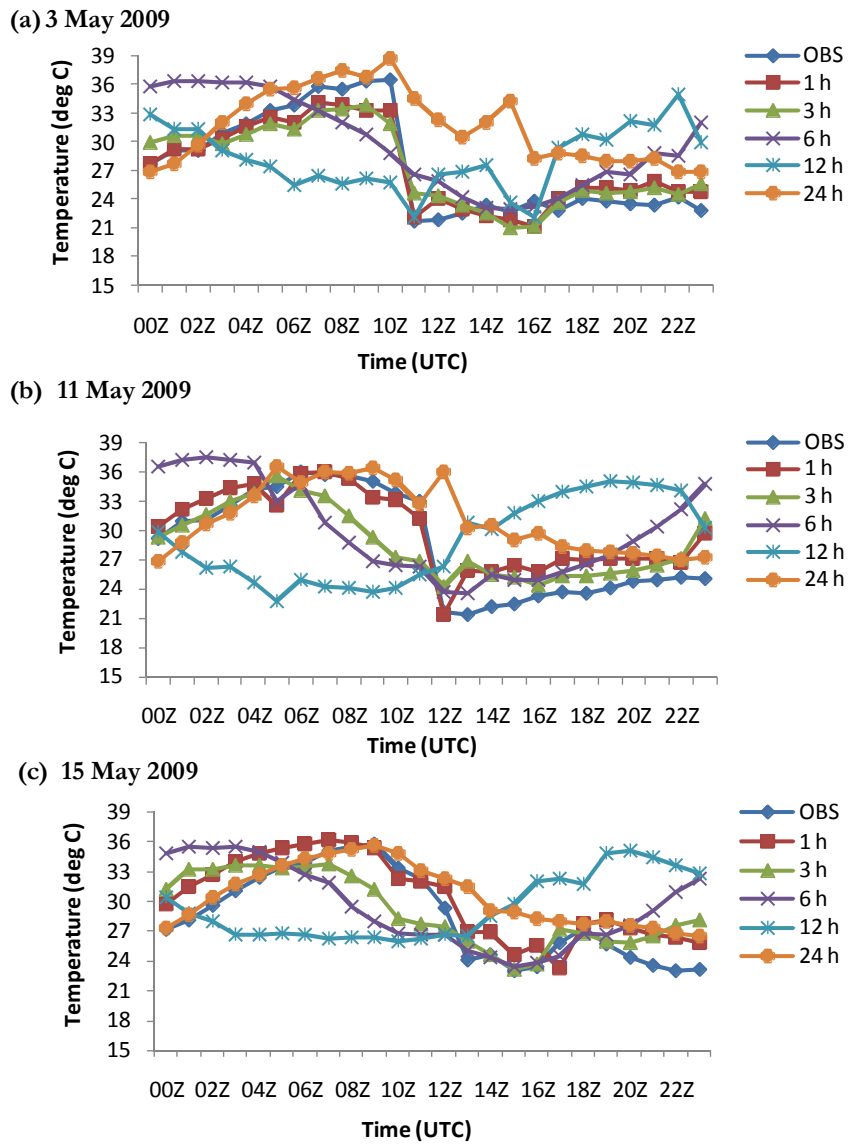 (a) 3 May 2009
39
36
33
30
27
24
21
18
15
Temperature (deg C)
00Z 02Z 04Z 06Z 08Z 10Z 12Z 14Z 16Z 18Z 20Z 22Z
Time (UTC)
OBS
1 h
3 h
6 h
12 h
24 h
(b) 11 May 2009
39
36
33
30
27
24
21
18
15
Temperature (deg C)
00Z 02Z 04Z 06Z 08Z 10Z 12Z 14Z 16Z 18Z 20Z 22Z
Time (UTC)
OBS
1 h
3 h
6 h
12 h
24 h
(c) 15 May 2009
39
36
33
30
27
24
21
18
15
Temperature (deg C)
00Z 02Z 04Z 06Z 08Z 10Z 12Z 14Z 16Z 18Z 20Z 22Z
Time (UTC)
OBS
1 h
3 h
6 h
12 h
24 h